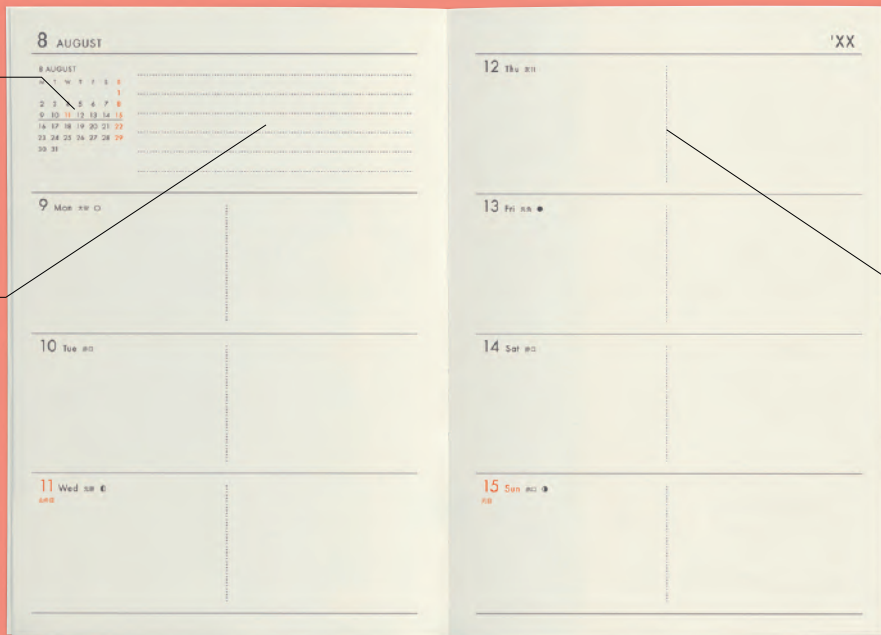 8 AUGUST
8 AUGUST
M T W T F S S
1
2 3 4 5 6 7 8
9 10 11 12 13 14 15
16 17 18 19 20 21 22
23 24 25 26 27 28 29
30 31
9 Mon
10 Tue
11 Wed
'XX
12 Thu
13 Fri
14 Sat
15 Sun